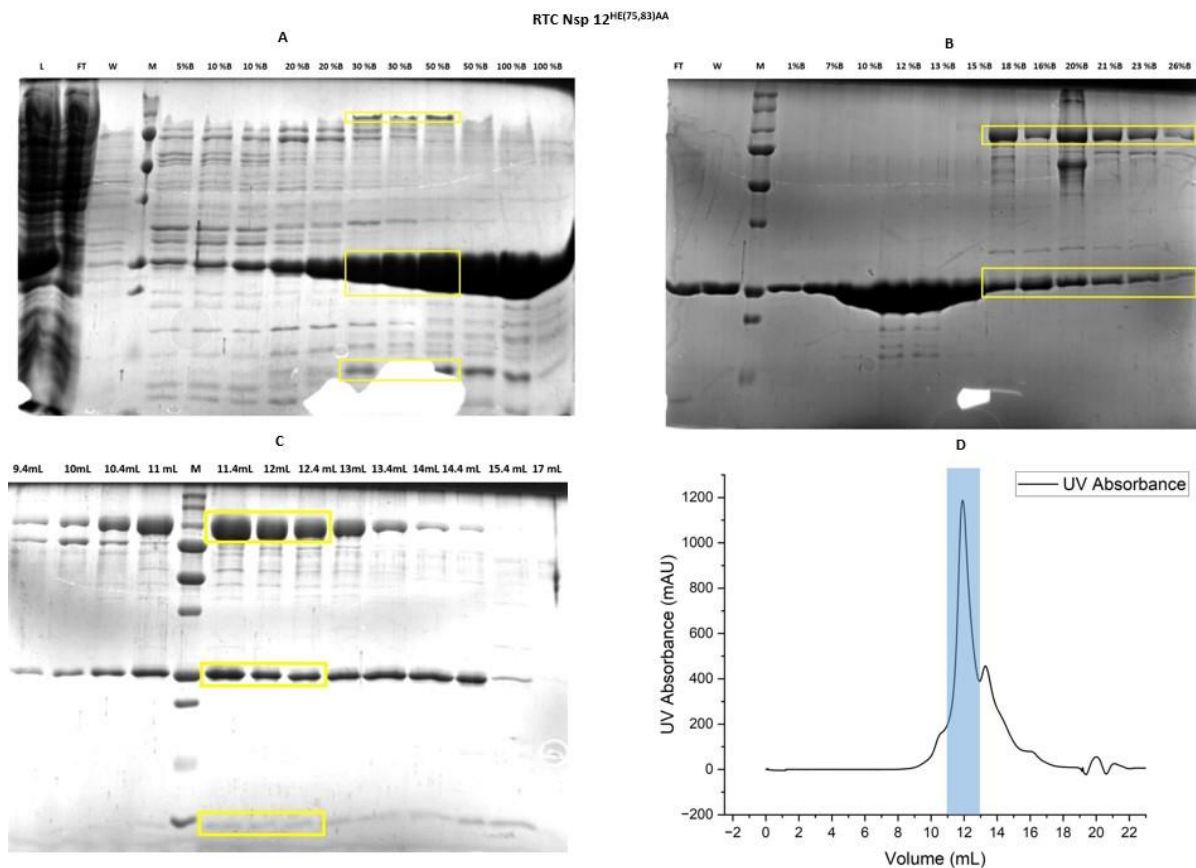 RTC Nsp 12HE(75,83)AA
A
L FT W M 5%B 10 %B 10 %B 20 %B 20 %B 30 %B 30 %B 50 %B 50 %B 100 %B 100 %B
B
FT W M 1%B 7%B 10 %B 12 %B 13 %B 15 %B 18 %B 16%B 20%B 21 %B 23 %B 26%B
C
9.4mL 10mL 10.4mL 11 mL M 11.4mL 12mL 12.4 mL 13mL 13.4mL 14mL 14.4mL 15.4mL 17 mL
D
UV Absorbance
UV Absorbance (mAU)
1200
1000
800
600
400
200
0
−200
−2 0 2 4 6 8 10 12 14 16 18 20 22
Volume (mL)